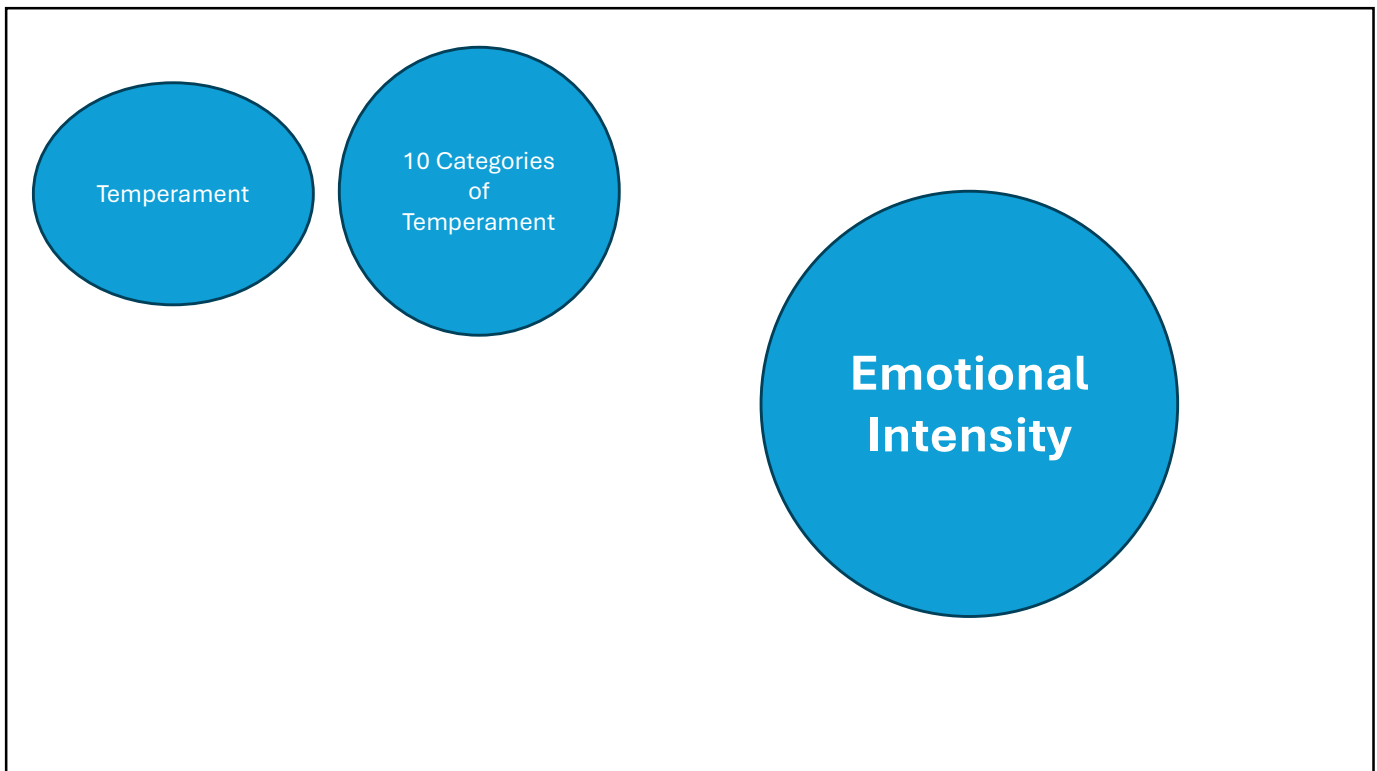 Temperament
10 Categories
of
Temperament
Emotional
Intensity